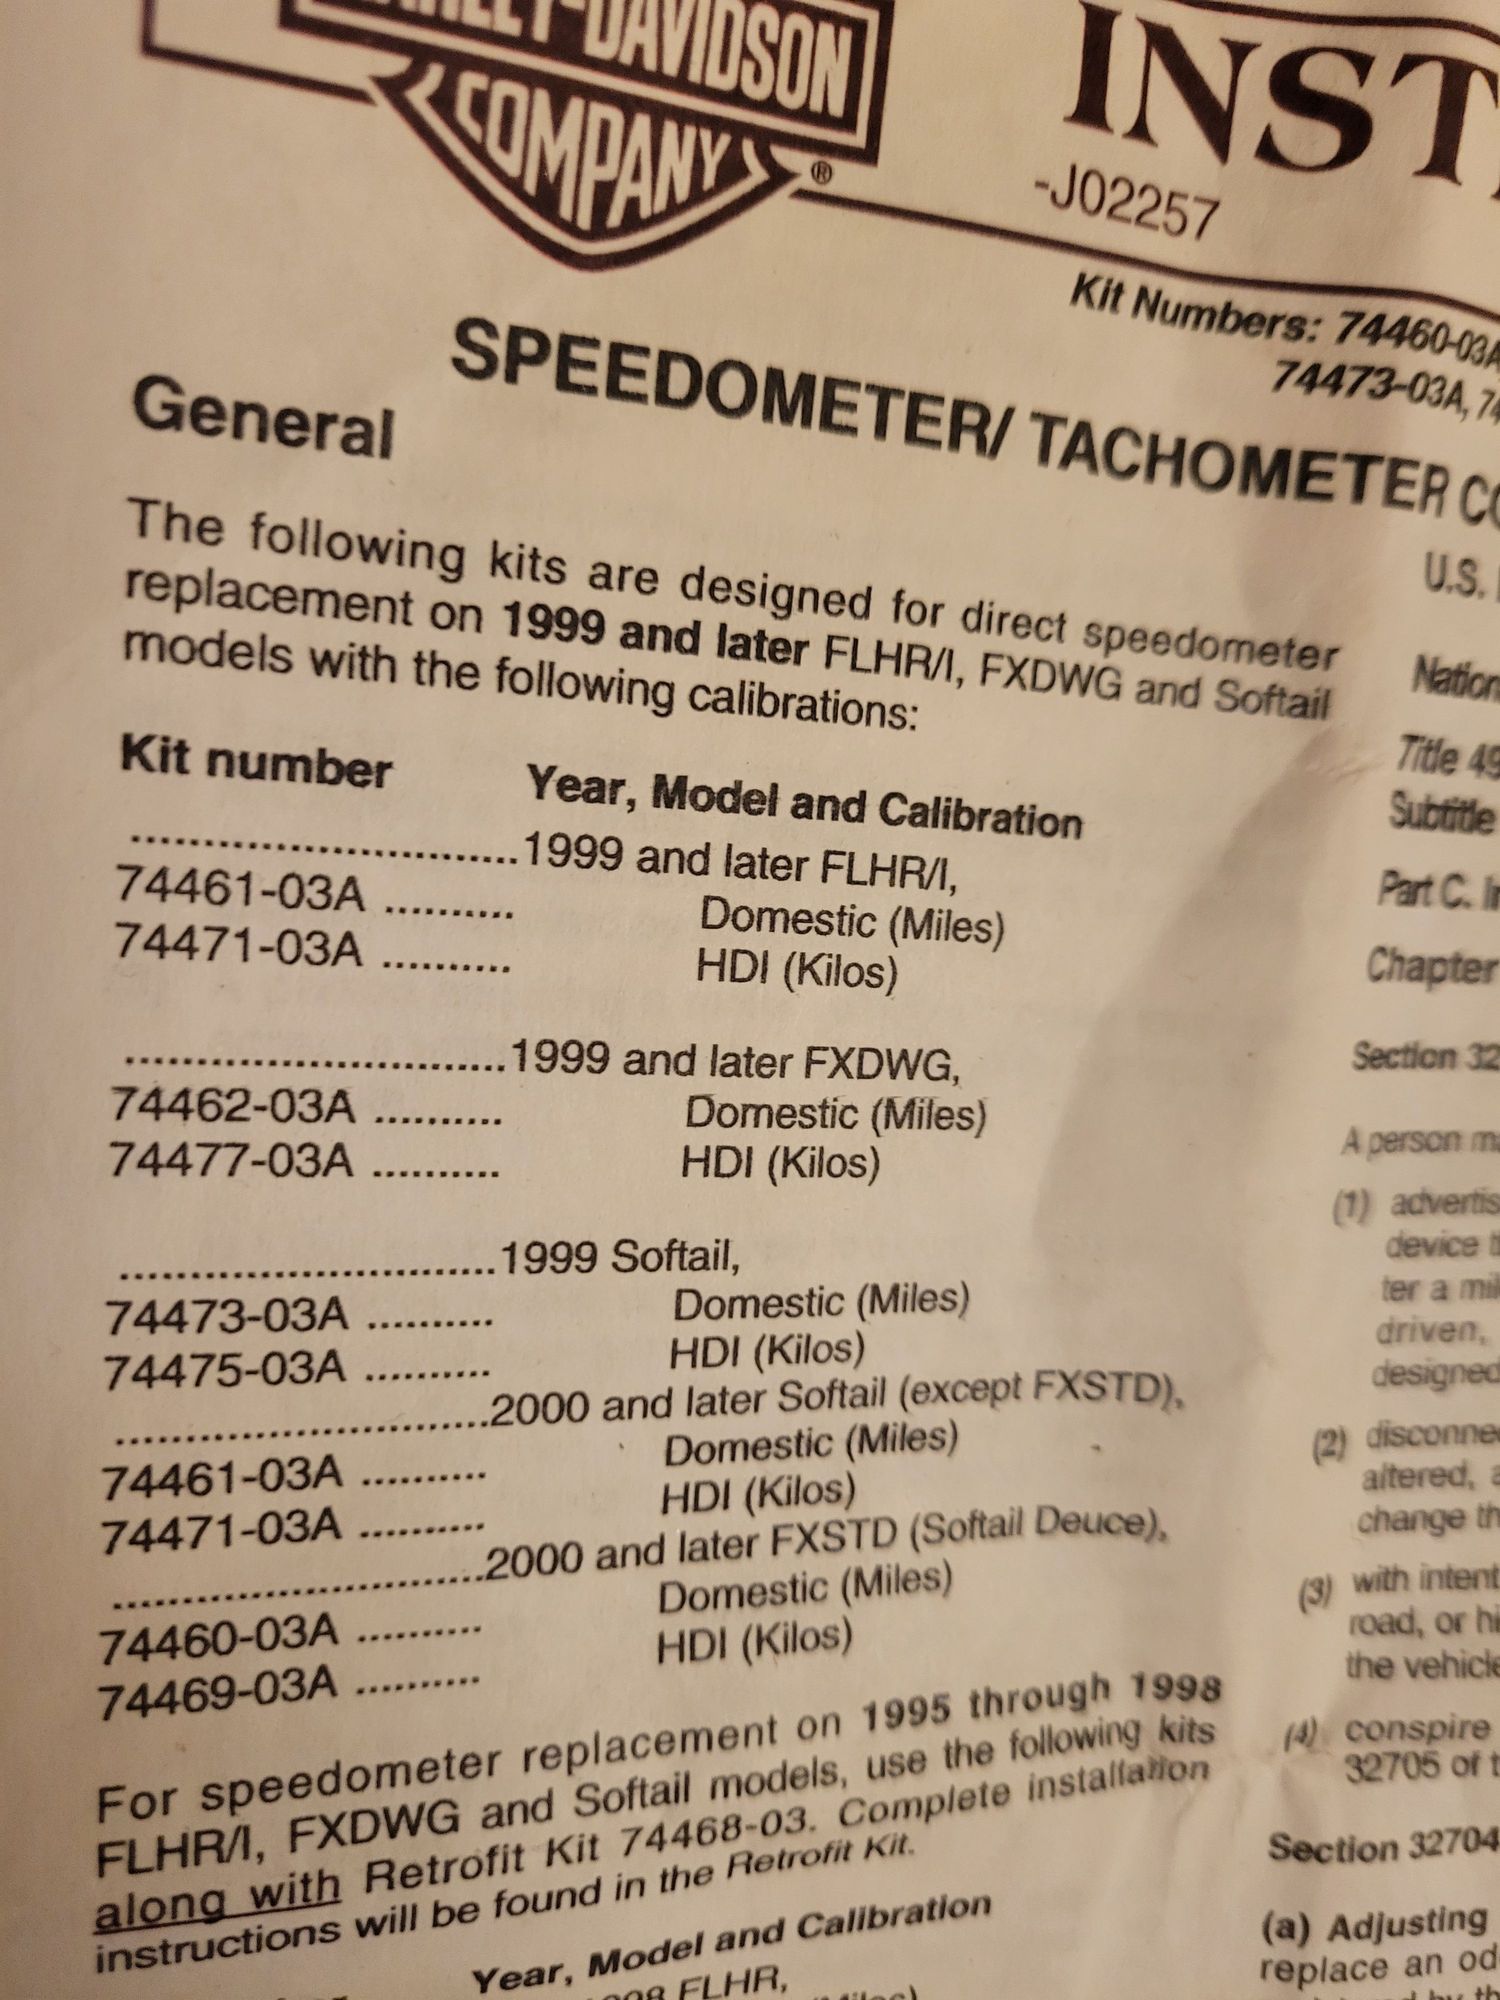 HARLEY-DAVIDSON
COMPANY
®
-J02257
Kit Numbers: 74460-03A
74473-03A,
SPEEDOMETER/ TACHOMETER
General
The following kits are designed for direct speedometer
replacement on 1999 and later FLHR/I, FXDWG and Softail
models with the following calibrations:
Kit number Year, Model and Calibration
...........................1999 and later FLHR/I,
74461-03A .......... Domestic (Miles)
74471-03A .......... HDI (Kilos)
...........................1999 and later FXDWG,
74462-03A .......... Domestic (Miles)
74477-03A .......... HDI (Kilos)
...........................1999 Softail,
74473-03A .......... Domestic (Miles)
74475-03A .......... HDI (Kilos)
...........................2000 and later Softail (except FXSTD),
74461-03A .......... Domestic (Miles)
74471-03A .......... HDI (Kilos)
...........................2000 and later FXSTD (Softail Deuce),
74460-03A .......... Domestic (Miles)
74469-03A .......... HDI (Kilos)
For speedometer replacement on 1995 through 1998
FLHR/I, FXDWG and Softail models, use the following kits
along with Retrofit Kit 74468-03. Complete installation
instructions will be found in the Retrofit Kit.
Year, Model and Calibration
FLHR,
U.S.
Title 49
Subtitle
Part C.
Chapter
Section 32
A person
(1)
device
ter a
driven,
designed
(2)
altered,
change
(3) with intent
road, or
the vehicle
(4) conspire
32705 of
Section 32704
(a) Adjusting
replace an